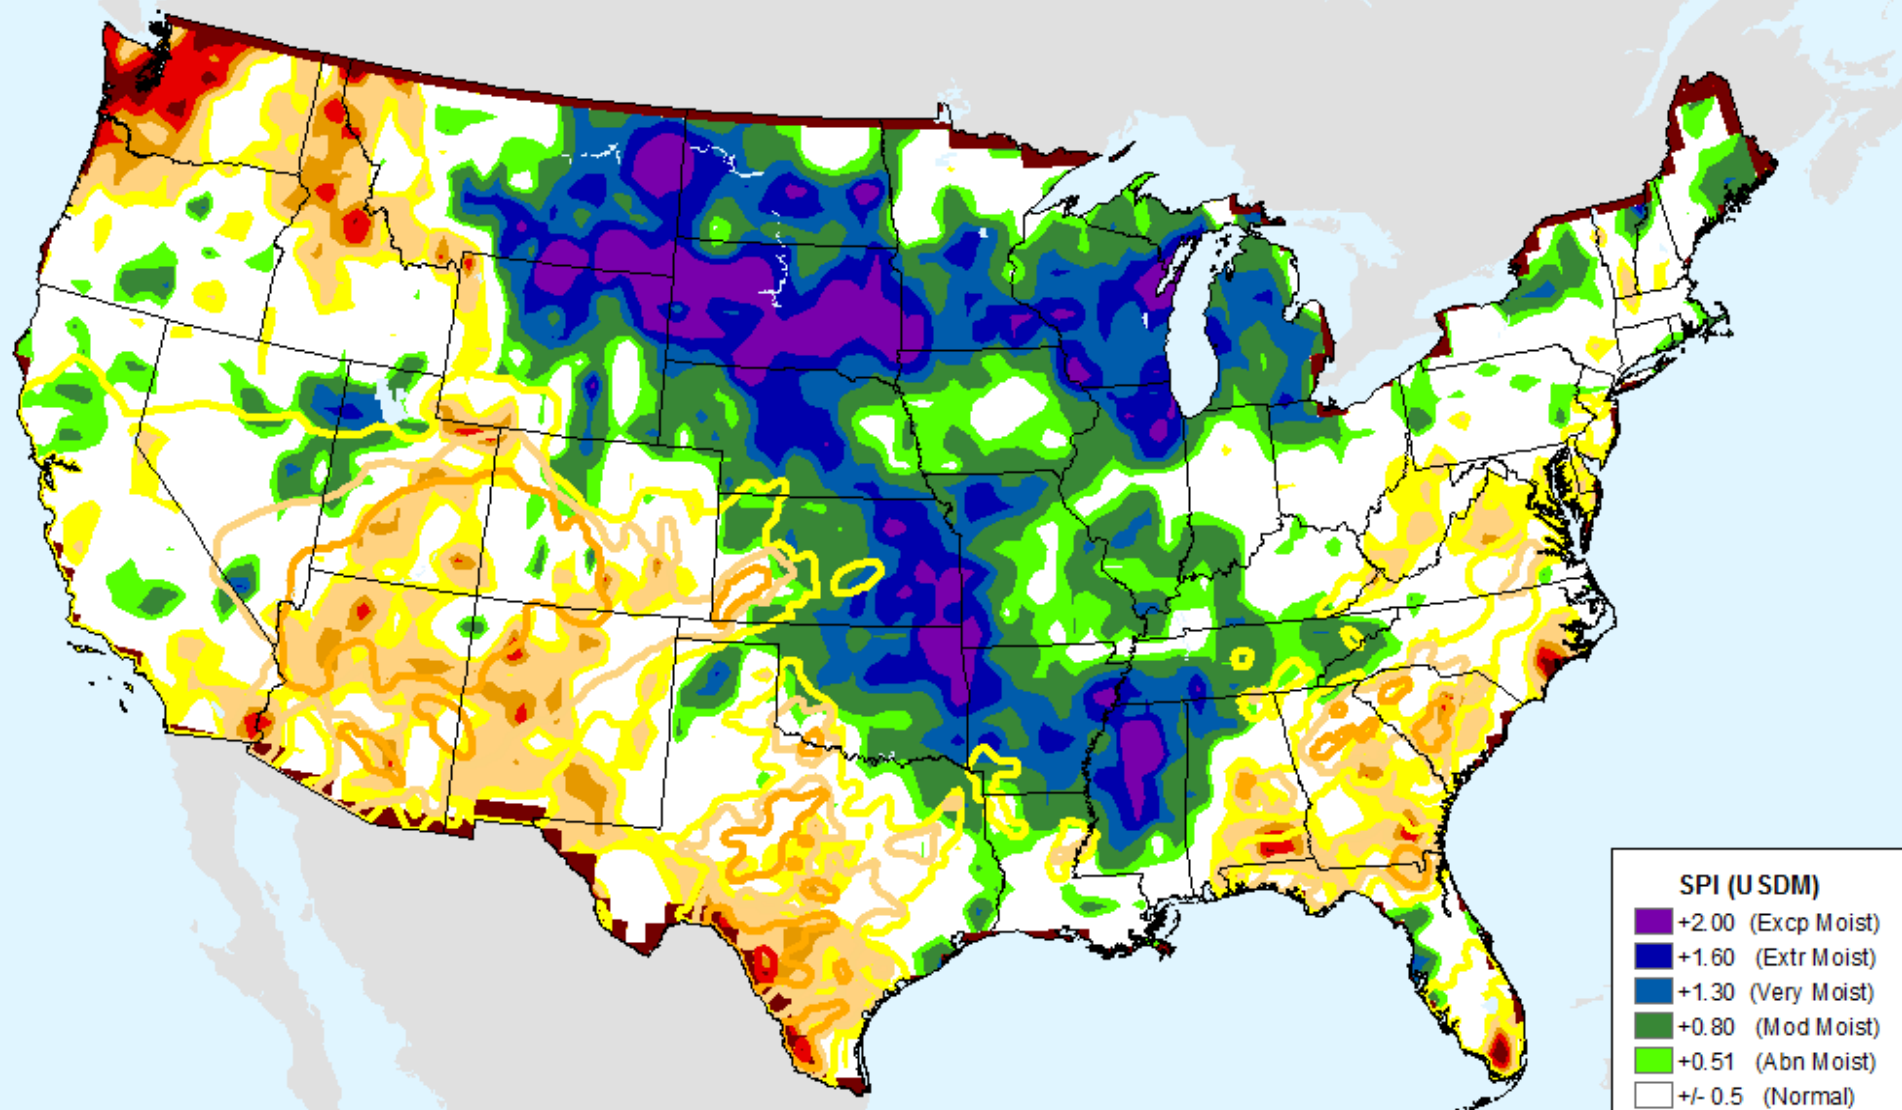 SPI (USDM)
+2.00 (Excp Moist)
+1.60 (Extr Moist)
+1.30 (Very Moist)
+0.80 (Mod Moist)
+0.51 (Abn Moist)
+/- 0.5 (Normal)